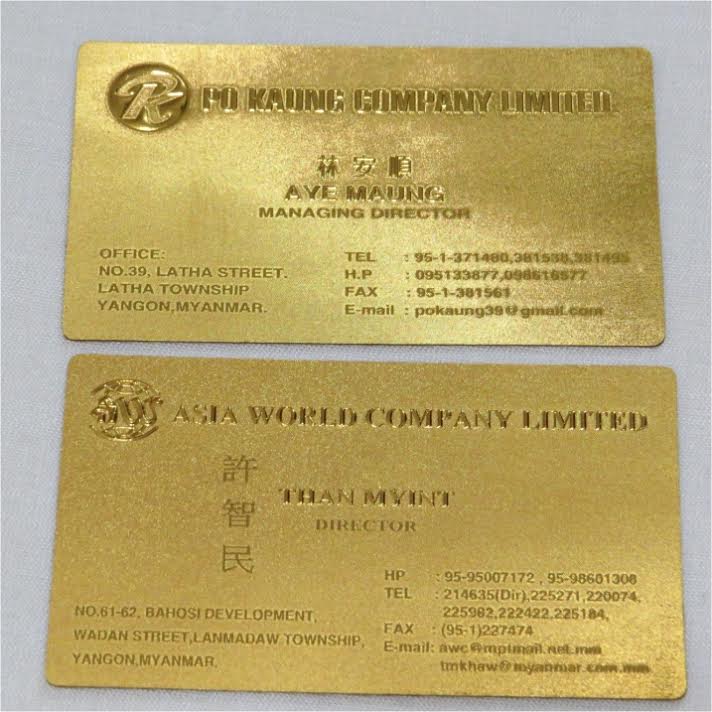 R PO KAUNG COMPANY LIMITED.
林安順
AYE MAUNG
MANAGING DIRECTOR
OFFICE:
NO.39, LATHA STREET.
LATHA TOWNSHIP
YANGON,MYANMAR.
TEL : 95-1-371480,381538,381495
H.P : 095133877,098616577
FAX : 95-1-381561
E-mail : pokaung39@gmail.com
AW ASIA WORLD COMPANY LIMITED
許智民
THAN MYINT
DIRECTOR
NO.61-62, BAHOSI DEVELOPMENT,
WADAN STREET,LANMADAW TOWNSHIP,
YANGON,MYANMAR.
HP : 95-95007172 , 95-98601308
TEL : 214635(Dir),225271,220074,
225982,222422,225184,
FAX : (95-1)227474
E-mail: awc@mptmail.net.mm
tmkhaw@myanmar.com.mm